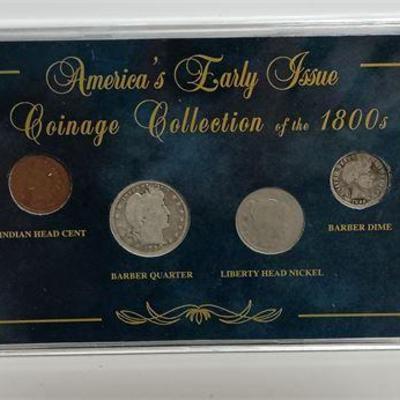 America's Early Issue
Coinage Collection of the 1800s
INDIAN HEAD CENT
BARBER DIME
BARBER QUARTER
LIBERTY HEAD NICKEL